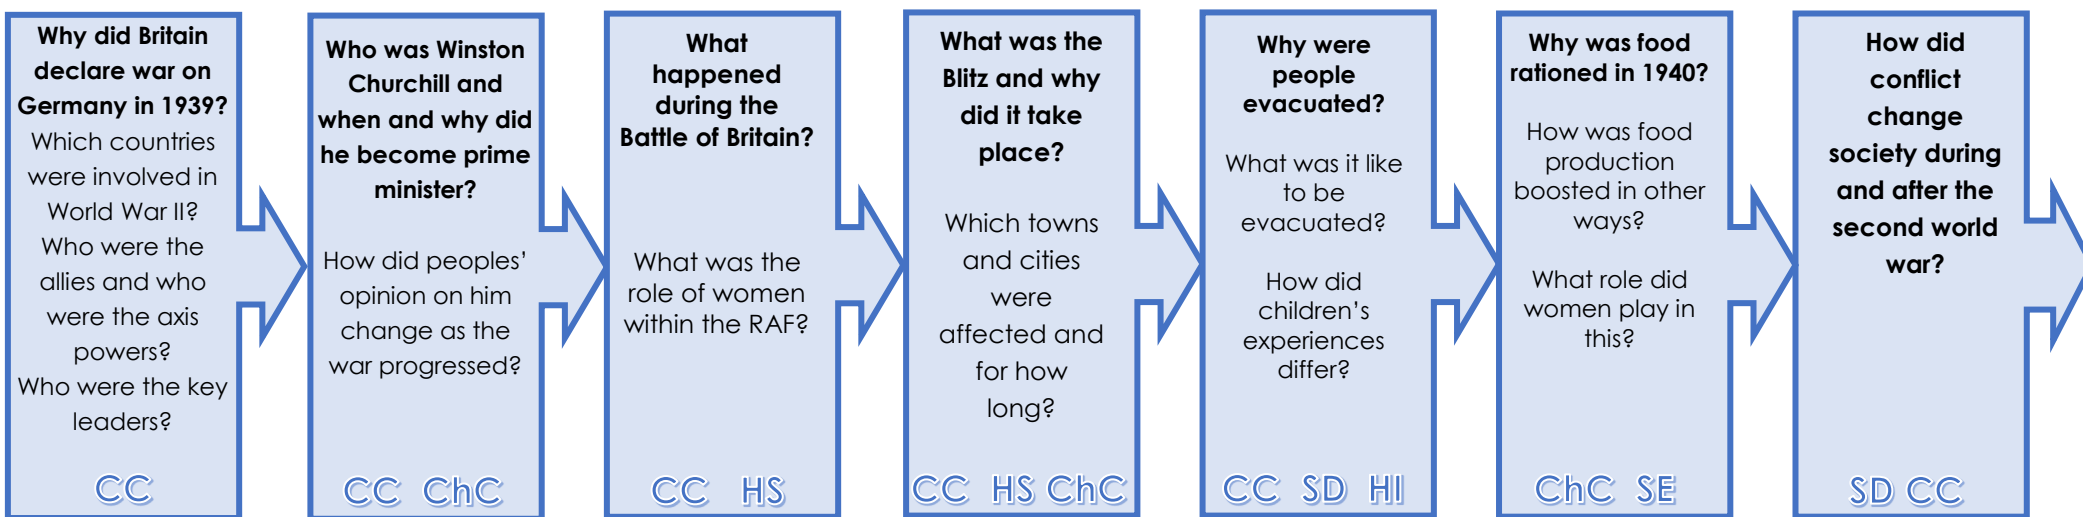 Why did Britain
declare war on
Germany in 1939?
Which countries
were involved in
World War II?
Who were the
allies and who
were the axis
powers?
Who were the key
leaders?
CC
Who was Winston
Churchill and
when and why did
he become prime
minister?
How did peoples'
opinion on him
change as the
war progressed?
CC ChC
What
happened
during the
Battle of Britain?
What was the
role of women
within the RAF?
CC HS
What was the
Blitz and why
did it take
place?
Which towns
and cities
were
affected and
for how
long?
CC HS ChC
Why were
people
evacuated?
What was it like
to be
evacuated?
How did
children's
experiences
differ?
CC SD HI
Why was food
rationed in 1940?
How was food
production
boosted in other
ways?
What role did
women play in
this?
ChC SE
How did
conflict
change
society during
and after the
second world
war?
SD CC